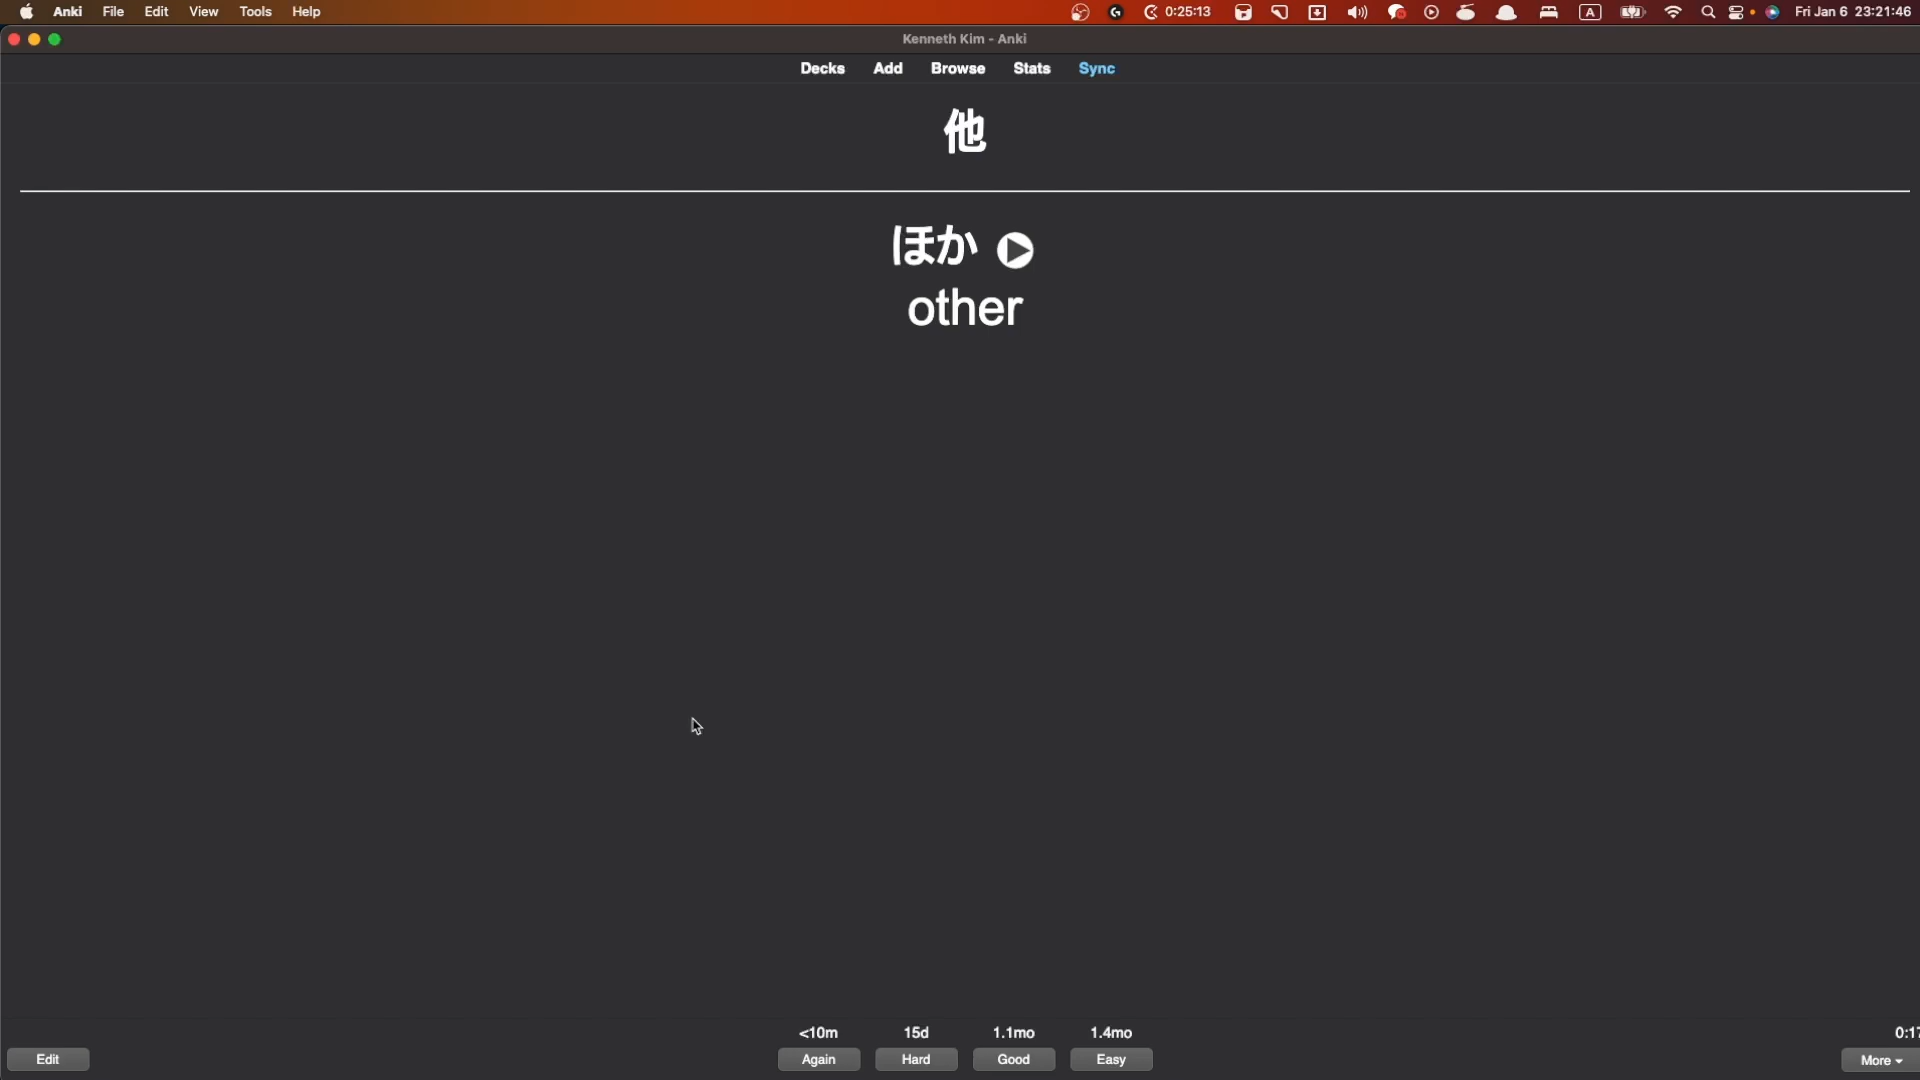 Anki File Edit View Tools Help 0:25:13 A Fri Jan 6 23:21:46
Kenneth Kim - Anki
Decks Add Browse Stats Sync
他
ほか
other
<10m 15d 1.1mo 1.4mo 0:17
Edit Again Hard Good Easy More